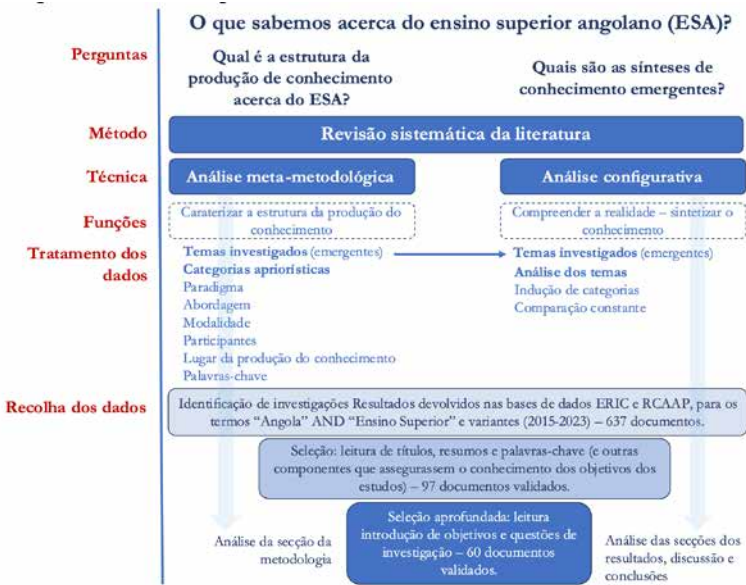 O que sabemos acerca do ensino superior angolano (ESA)?
Perguntas
Qual é a estrutura da
produção de conhecimento
acerca do ESA?
Quais são as sínteses de
conhecimento emergentes?
Método
Revisão sistemática da literatura
Técnica
Análise meta-metodológica
Análise configurativa
Funções
Caraterizar a estrutura da produção do
conhecimento
Compreender a realidade – sintetizar o
conhecimento
Tratamento dos
dados
Temas investigados (emergentes)
Categorias apriorísticas
Paradigma
Abordagem
Modalidade
Participantes
Lugar da produção do conhecimento
Palavras-chave
Temas investigados (emergentes)
Análise dos temas
Indução de categorias
Comparação constante
Recolha dos dados
Identificação de investigações Resultados devolvidos nas bases de dados ERIC e RCAAP, para os
termos “Angola” AND “Ensino Superior” e variantes (2015-2023) – 637 documentos.
Seleção: leitura de títulos, resumos e palavras-chave (e outras
componentes que assegurassem o conhecimento dos objetivos dos
estudos) – 97 documentos validados.
Seleção aprofundada: leitura
introdução de objetivos e questões de
investigação – 60 documentos
validados.
Análise da secção da
metodologia
Análise das secções dos
resultados, discussão e
conclusões